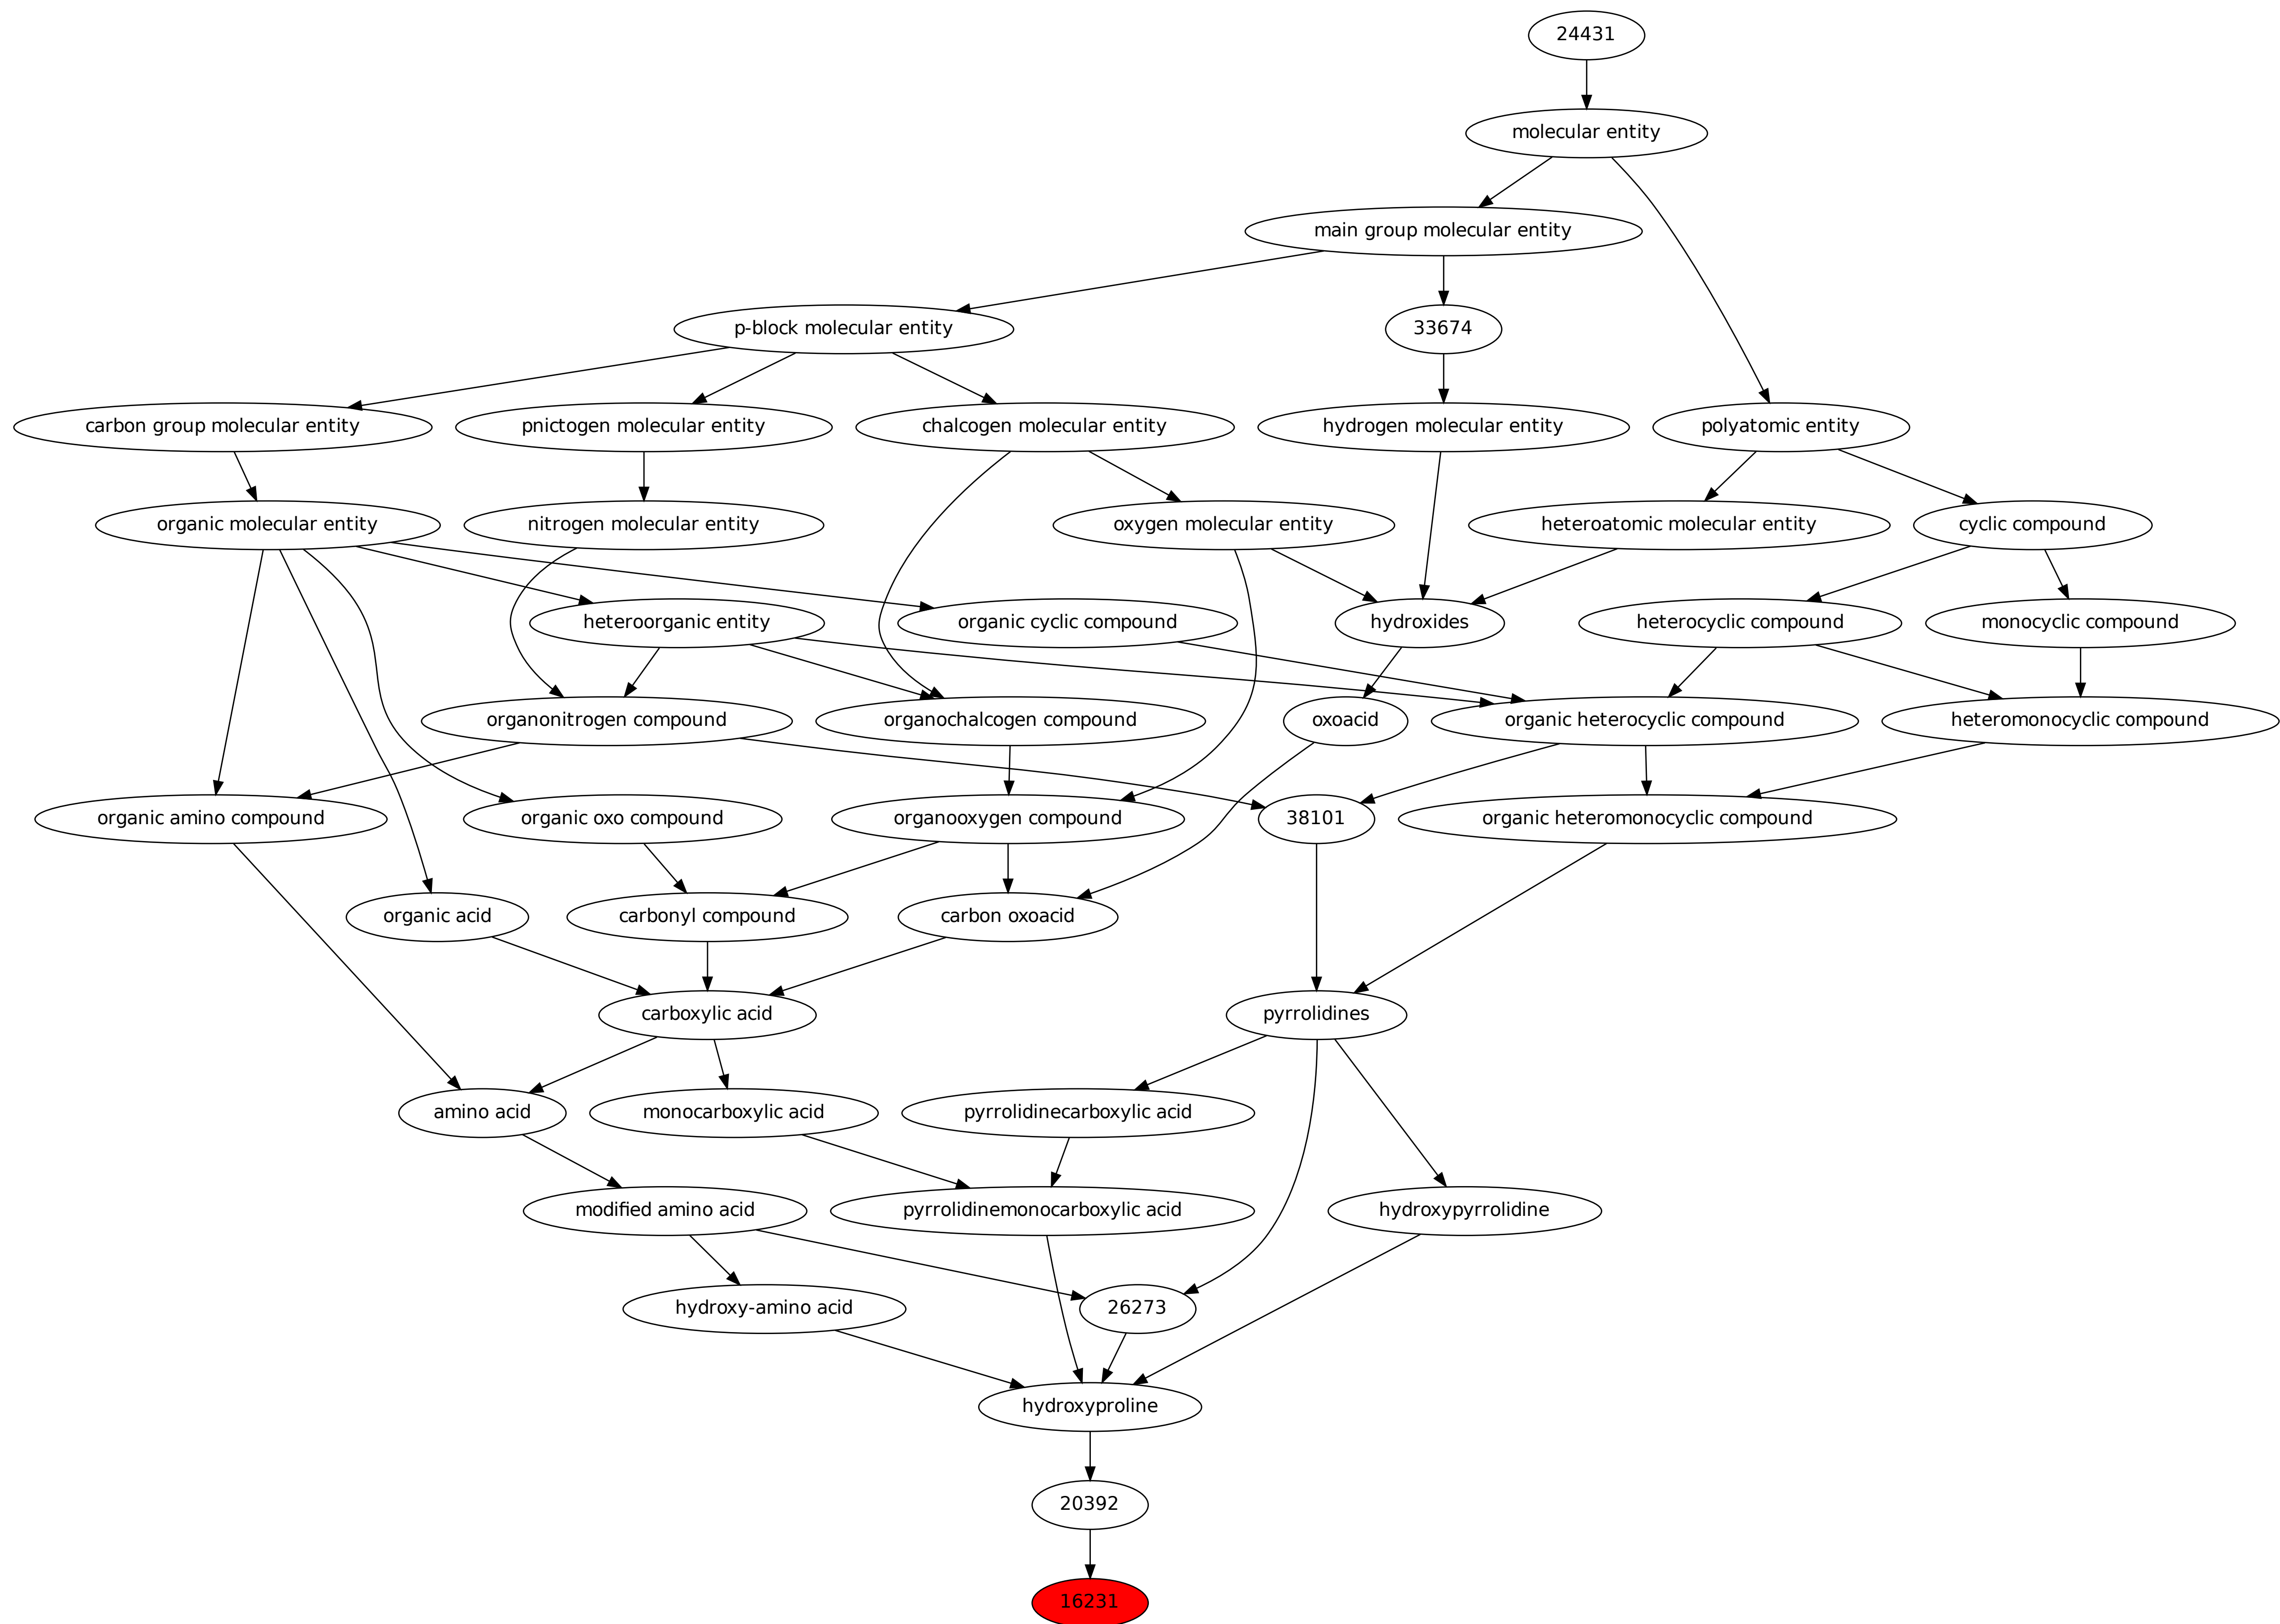 24431
molecular entity
main group molecular entity
p-block molecular entity
33674
carbon group molecular entity
pnictogen molecular entity
chalcogen molecular entity
hydrogen molecular entity
polyatomic entity
organic molecular entity
nitrogen molecular entity
oxygen molecular entity
heteroatomic molecular entity
cyclic compound
heteroorganic entity
organic cyclic compound
hydroxides
heterocyclic compound
monocyclic compound
organonitrogen compound
organochalcogen compound
oxoacid
organic heterocyclic compound
heteromonocyclic compound
organic amino compound
organic oxo compound
organooxygen compound
38101
organic heteromonocyclic compound
organic acid
carbonyl compound
carbon oxoacid
carboxylic acid
pyrrolidines
amino acid
monocarboxylic acid
pyrrolidinecarboxylic acid
modified amino acid
pyrrolidinemonocarboxylic acid
hydroxypyrrolidine
hydroxy-amino acid
26273
hydroxyproline
20392
16231